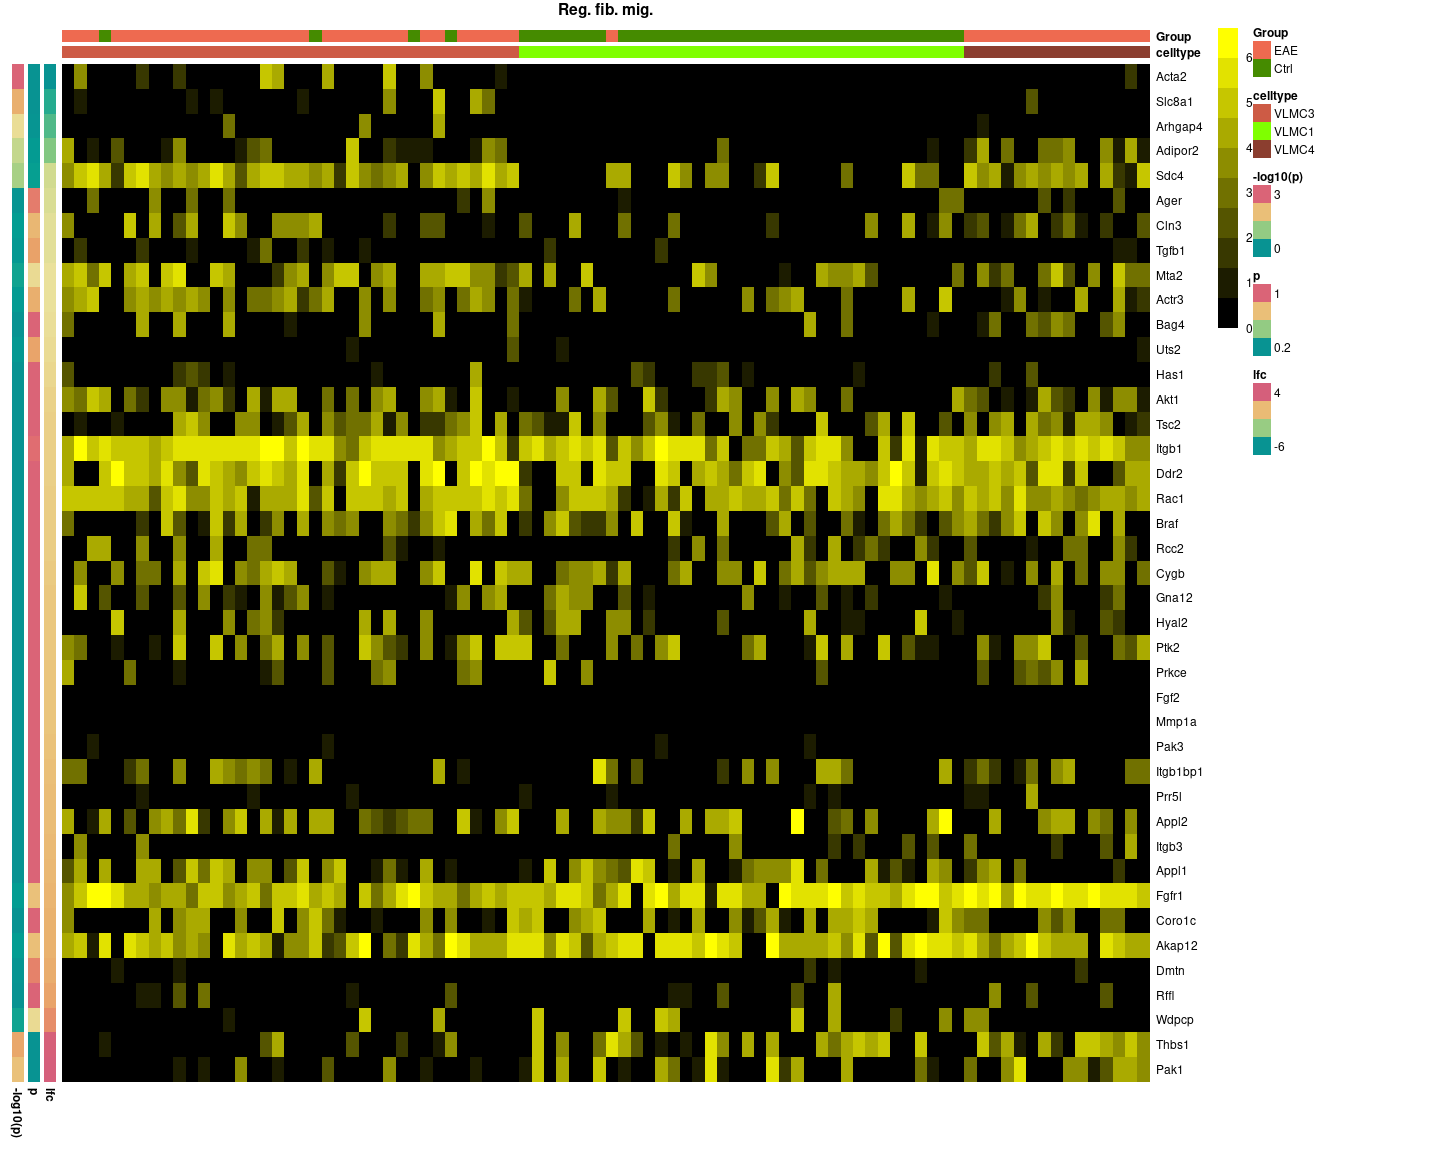 Reg. fib. mig.
Group
celltype
Acta2
Slc8a1
Arhgap4
Adipor2
Sdc4
Ager
Cln3
Tgfb1
Mta2
Actr3
Bag4
Uts2
Has1
Akt1
Tsc2
Itgb1
Ddr2
Rac1
Braf
Rcc2
Cygb
Gna12
Hyal2
Ptk2
Prkce
Fgf2
Mmp1a
Pak3
Itgb1bp1
Prr5l
Appl2
Itgb3
Appl1
Fgfr1
Coro1c
Akap12
Dmtn
Rffl
Wdpcp
Thbs1
Pak1
-log10(p)
p
lfc
6
5
4
3
2
1
0
Group
EAE
Ctrl
celltype
VLMC3
VLMC1
VLMC4
-log10(p)
3
0
p
1
0.2
lfc
4
-6